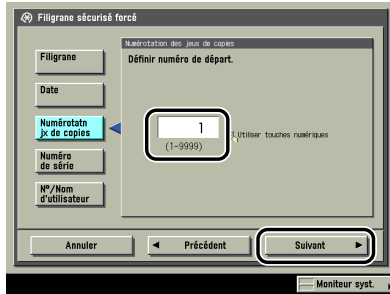 Filigrane sécurisé forcé
Numérotation des jeux de copies
Définir numéro de départ.
Filigrane
Date
Numérotatn
jx de copies
Numéro
de série
Nº/Nom
d'utilisateur
1
(1-9999)
Utiliser touches numériques
Annuler
◄ Précédent
Suivant ►
Moniteur syst.